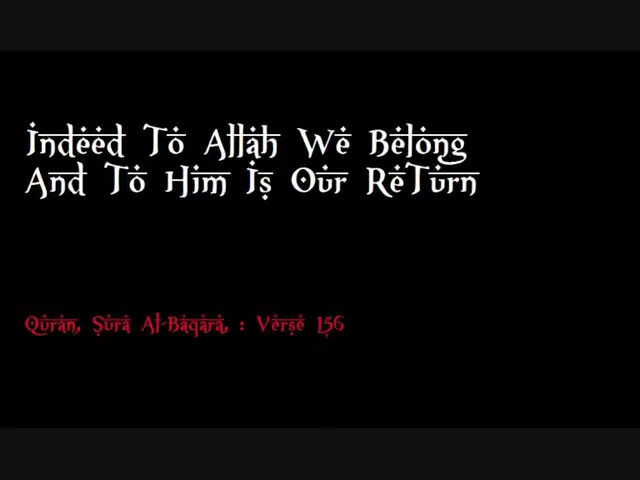 Indeed To Allah We Belong
And To Him Is Our ReTurn
Quran, Sura Al-Baqara, : Verse 156